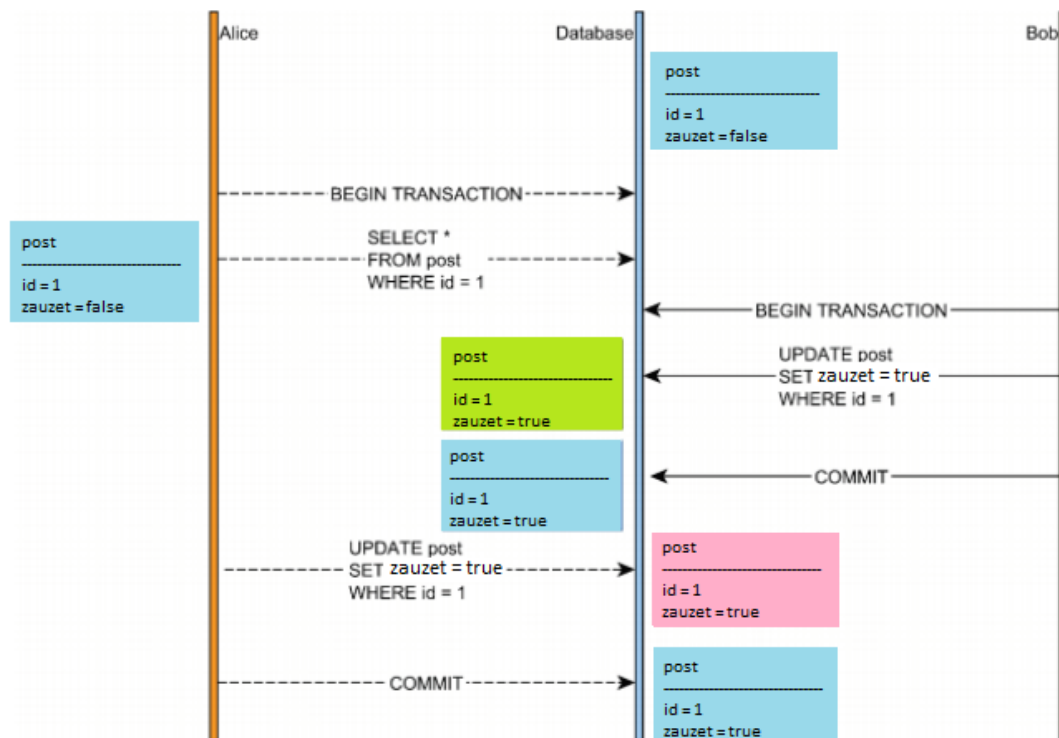 Alice
Database
Bob
post
-------------------------------
id = 1
zauzet = false
BEGIN TRANSACTION
post
-------------------------------
id = 1
zauzet = false
SELECT *
FROM post
WHERE id = 1
BEGIN TRANSACTION
post
-------------------------------
id = 1
zauzet = true
UPDATE post
SET zauzet = true
WHERE id = 1
post
-------------------------------
id = 1
zauzet = true
COMMIT
UPDATE post
SET zauzet = true
WHERE id = 1
post
-------------------------------
id = 1
zauzet = true
COMMIT
post
-------------------------------
id = 1
zauzet = true